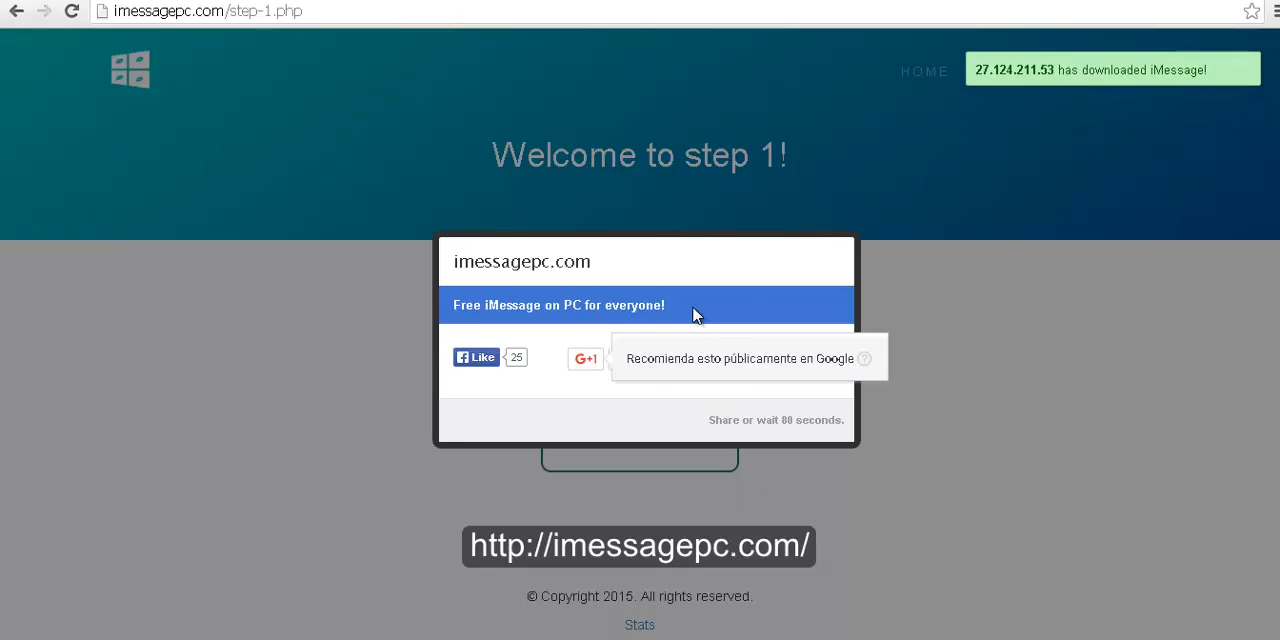 imessagepc.com/step-1.php
HOME
27.124.211.53 has downloaded iMessage!
Welcome to step 1!
imessagepc.com
Free iMessage on PC for everyone!
Like 25
G+1
Recomienda esto públicamente en Google ?
Share or wait 80 seconds.
http://imessagepc.com/
© Copyright 2015. All rights reserved.
Stats